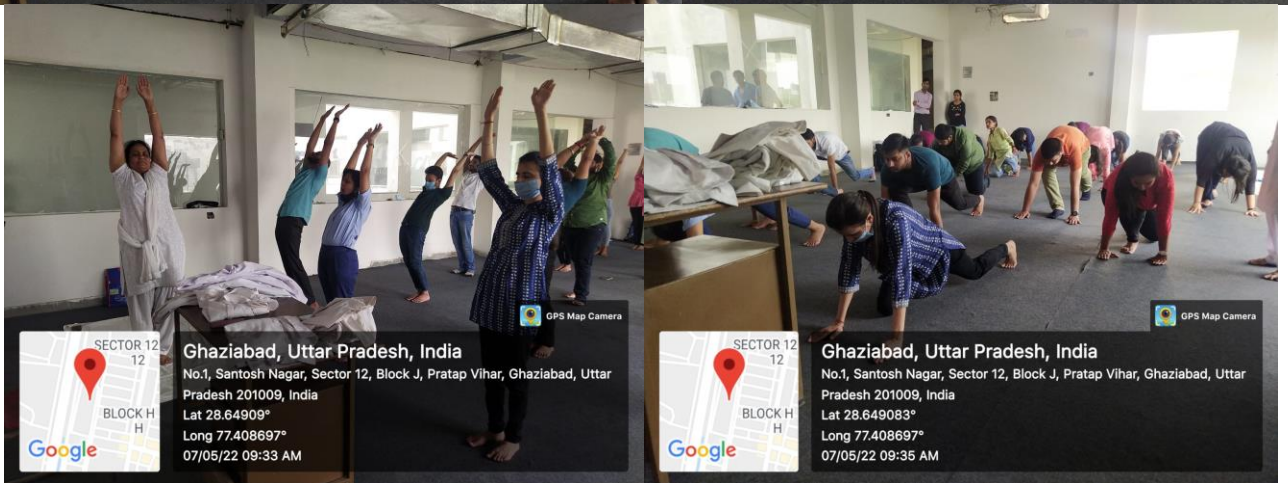 GPS Map Camera
SECTOR 12
12
BLOCK H
H
Google
Ghaziabad, Uttar Pradesh, India
No.1, Santosh Nagar, Sector 12, Block J, Pratap Vihar, Ghaziabad, Uttar
Pradesh 201009, India
Lat 28.64909°
Long 77.408697°
07/05/22 09:33 AM
GPS Map Camera
SECTOR 12
12
BLOCK H
H
Google
Ghaziabad, Uttar Pradesh, India
No.1, Santosh Nagar, Sector 12, Block J, Pratap Vihar, Ghaziabad, Uttar
Pradesh 201009, India
Lat 28.649083°
Long 77.408697°
07/05/22 09:35 AM